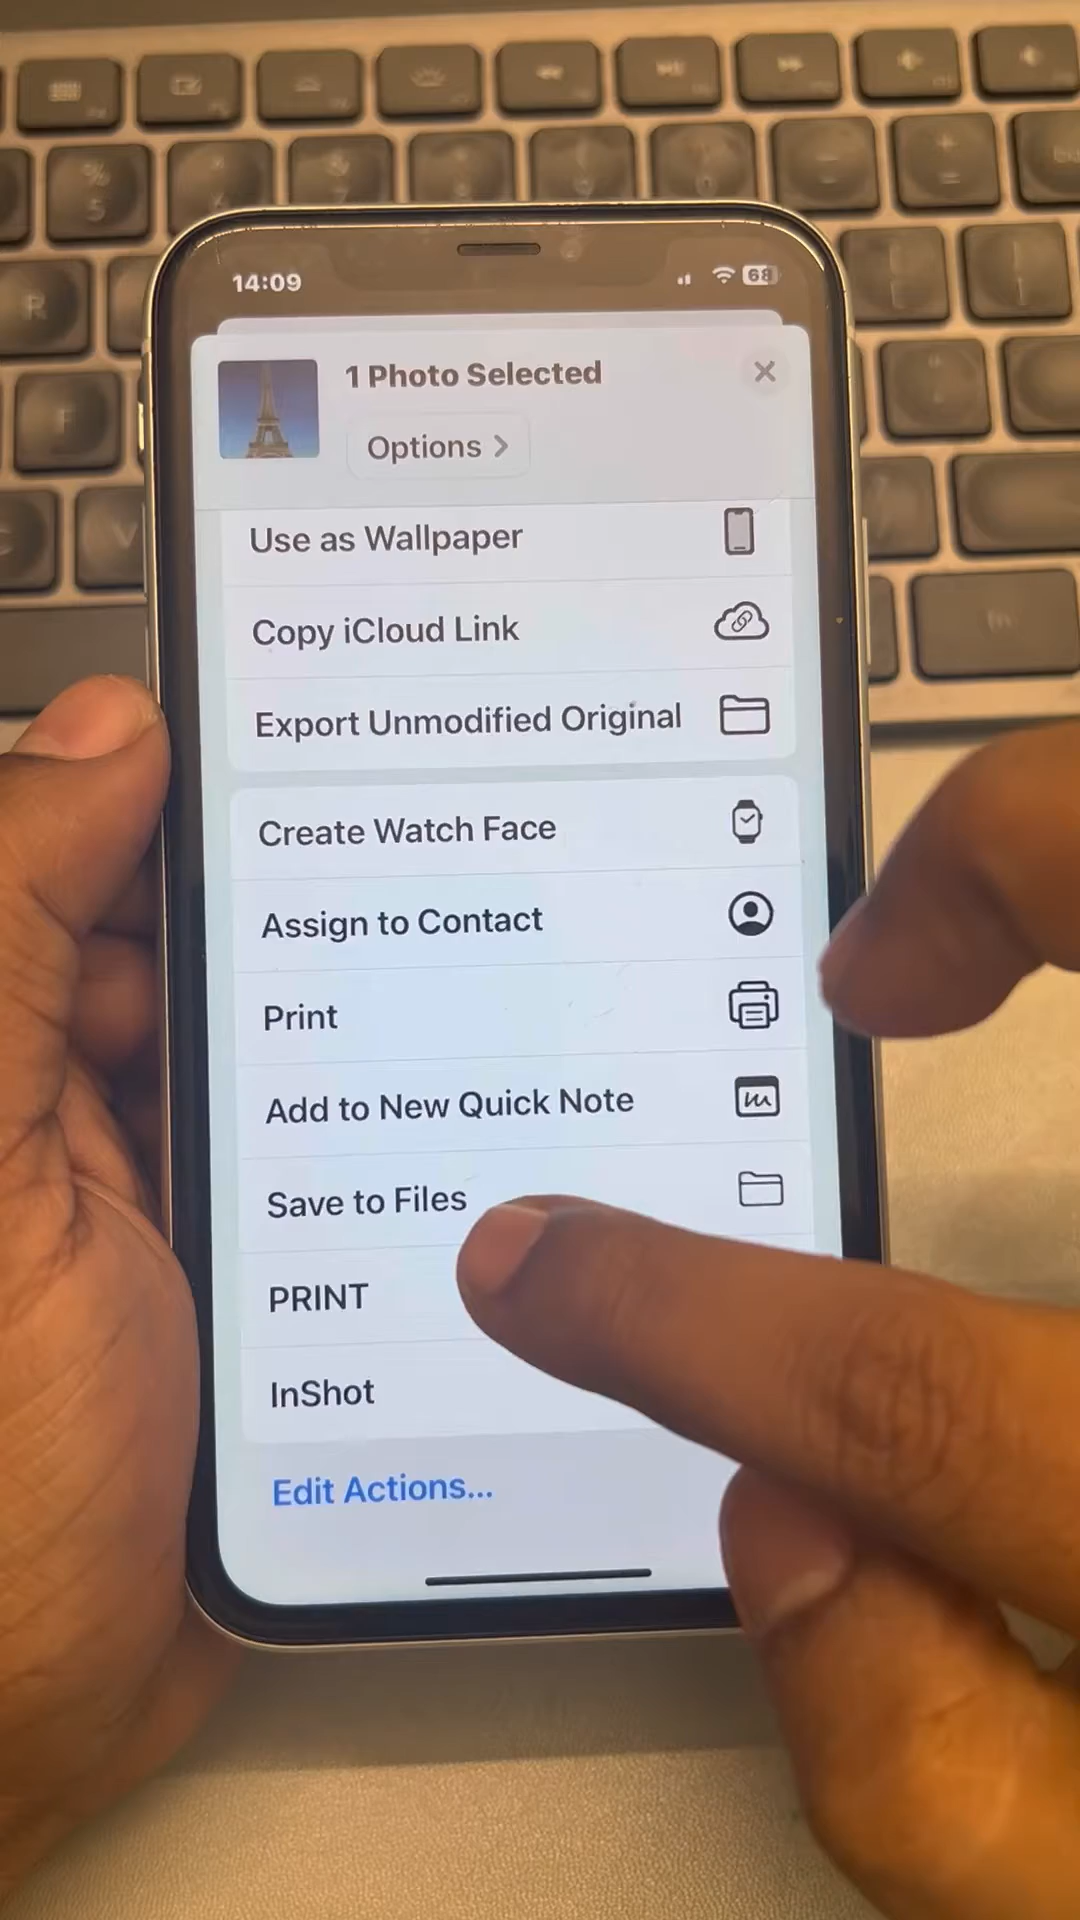 14:09
68
1 Photo Selected
Options
Use as Wallpaper
Copy iCloud Link
Export Unmodified Original
Create Watch Face
Assign to Contact
Print
Add to New Quick Note
Save to Files
PRINT
InShot
Edit Actions...